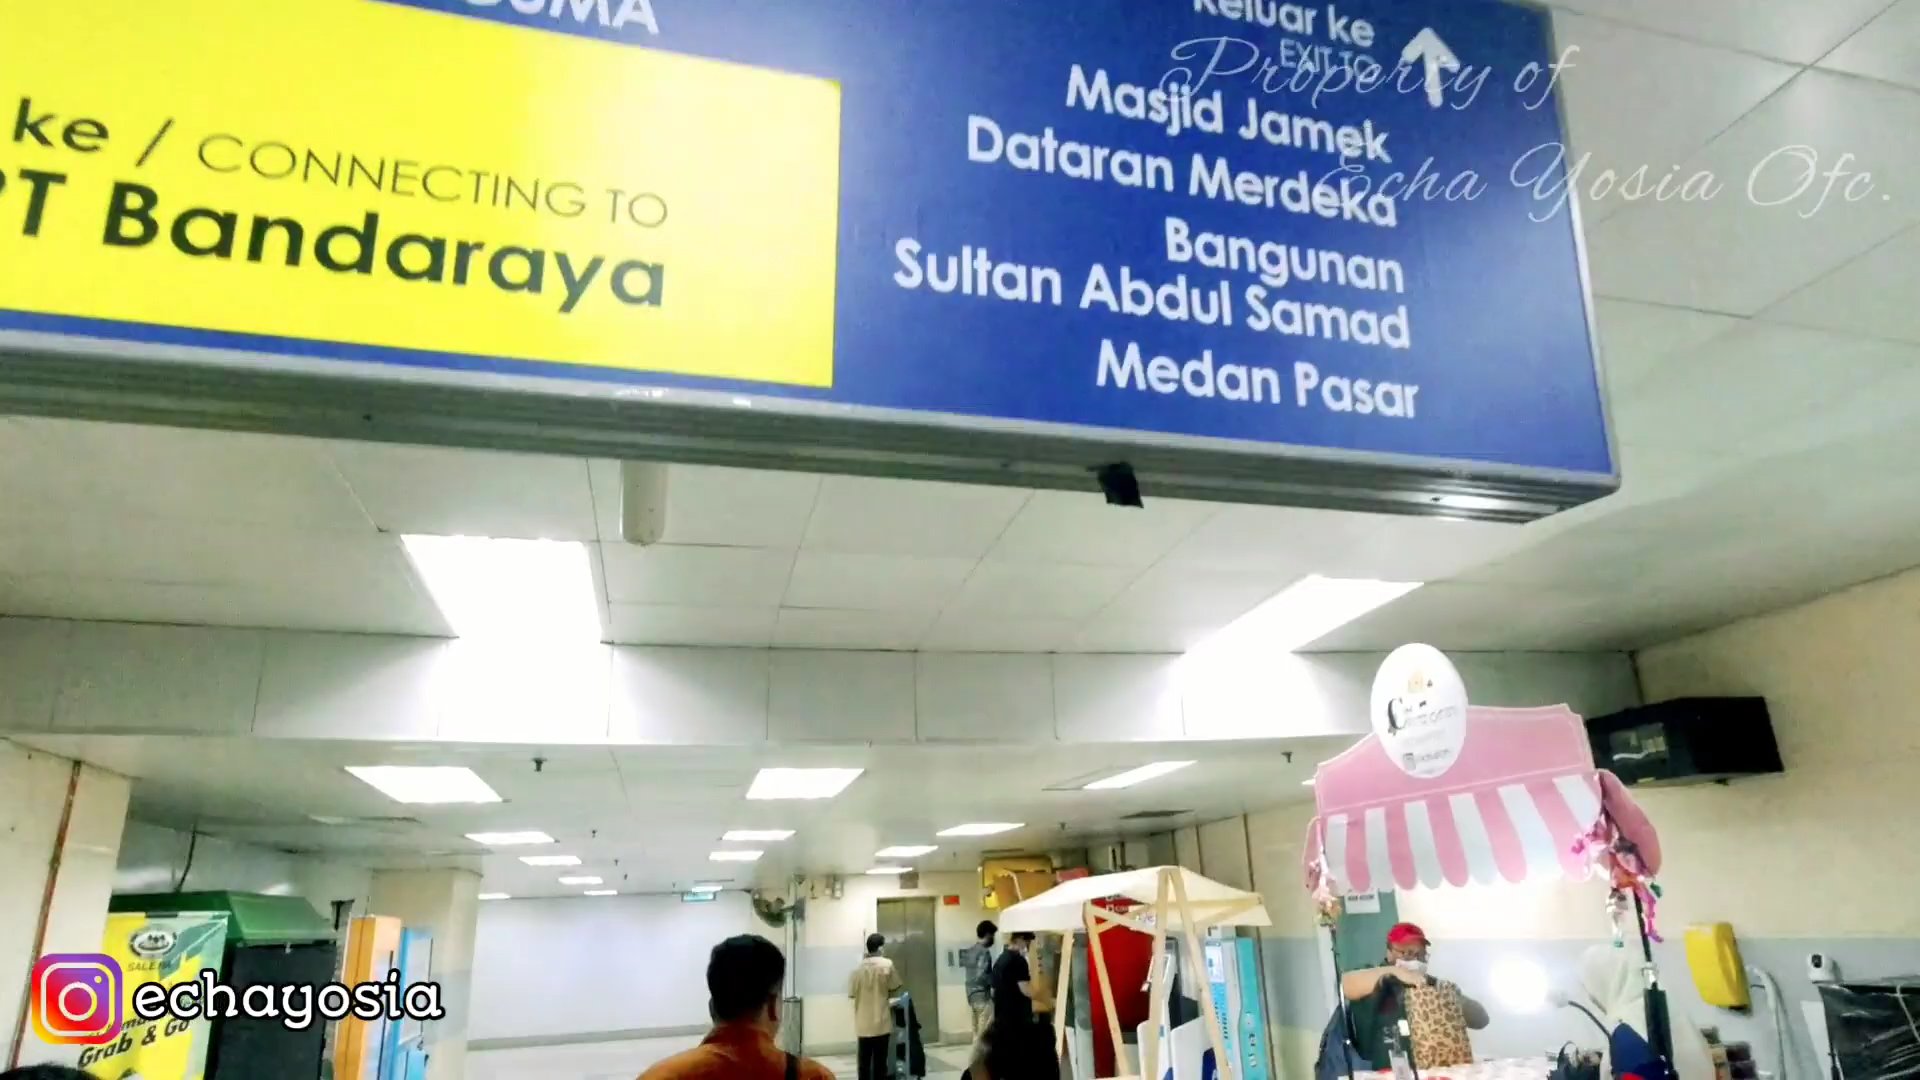 ke / CONNECTING TO
Bandaraya
Keluar ke
EXIT TO
Masjid Jamek
Dataran Merdeka
Bangunan
Sultan Abdul Samad
Medan Pasar
Property of
Echa Yosia Ofc.
echayosia
Grab & Go